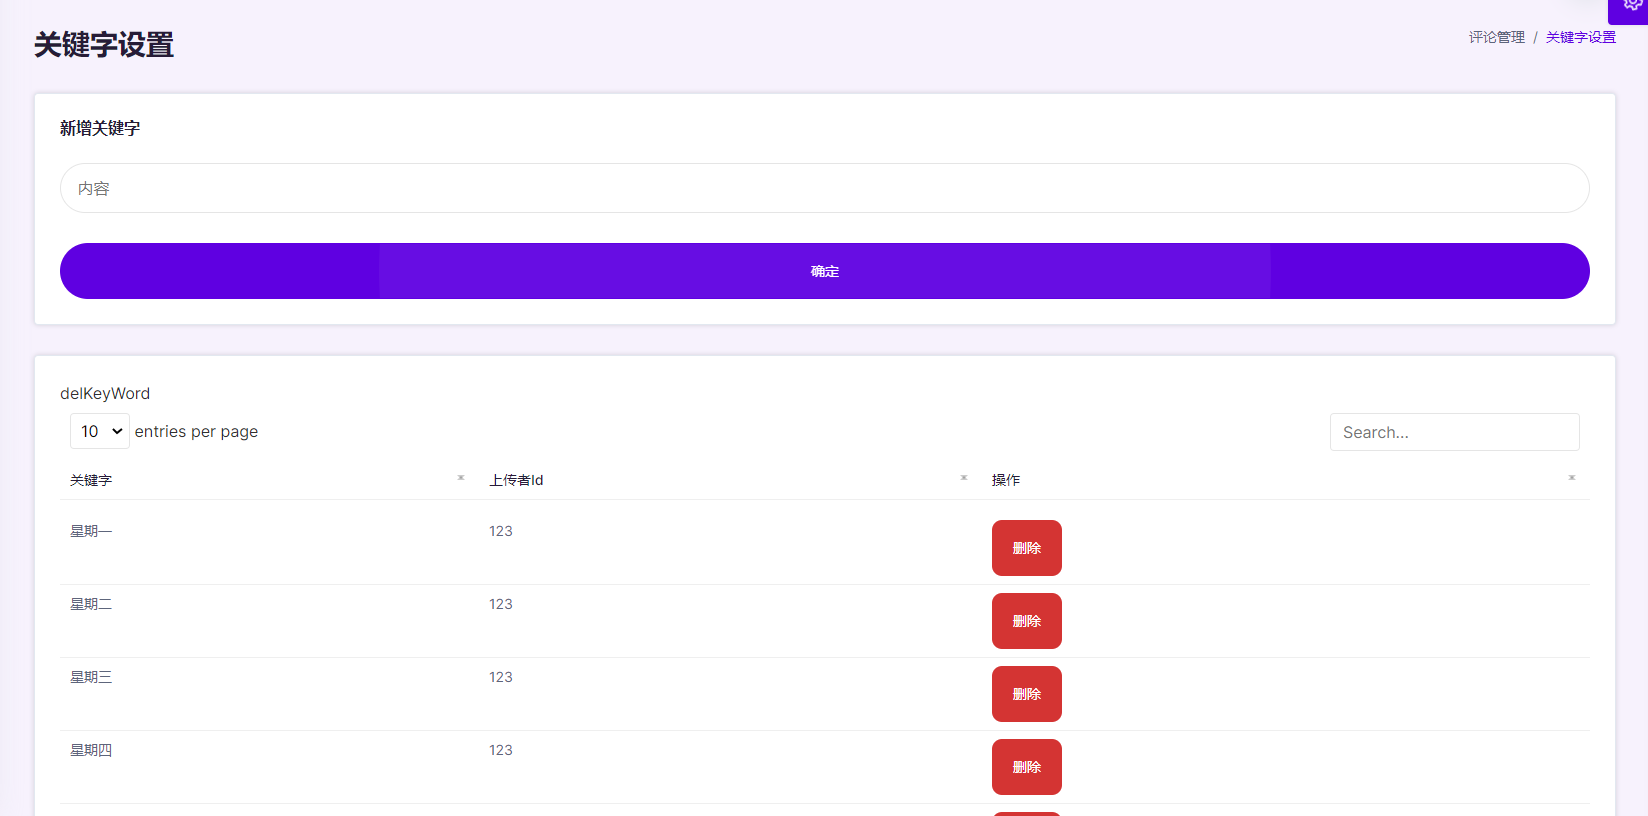 关键字设置
评论管理 / 关键字设置
新增关键字
内容
确定
delKeyWord
10 entries per page
Search...
关键字 上传者Id 操作
星期一 123 删除
星期二 123 删除
星期三 123 删除
星期四 123 删除